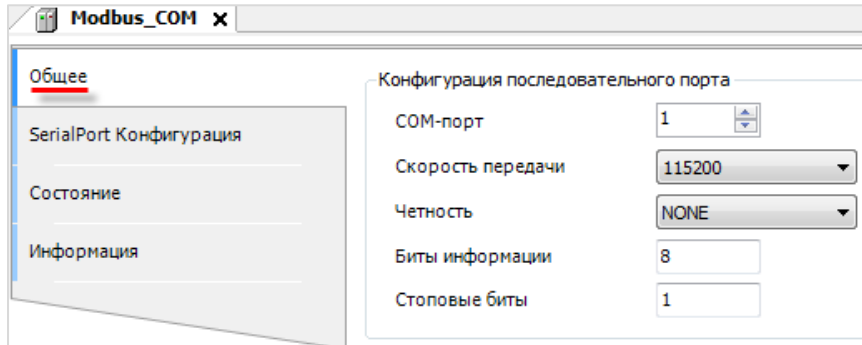 Modbus_COM x
Общее
SerialPort Конфигурация
Состояние
Информация
Конфигурация последовательного порта
COM-порт 1
Скорость передачи 115200
Четность NONE
Биты информации 8
Стоповые биты 1